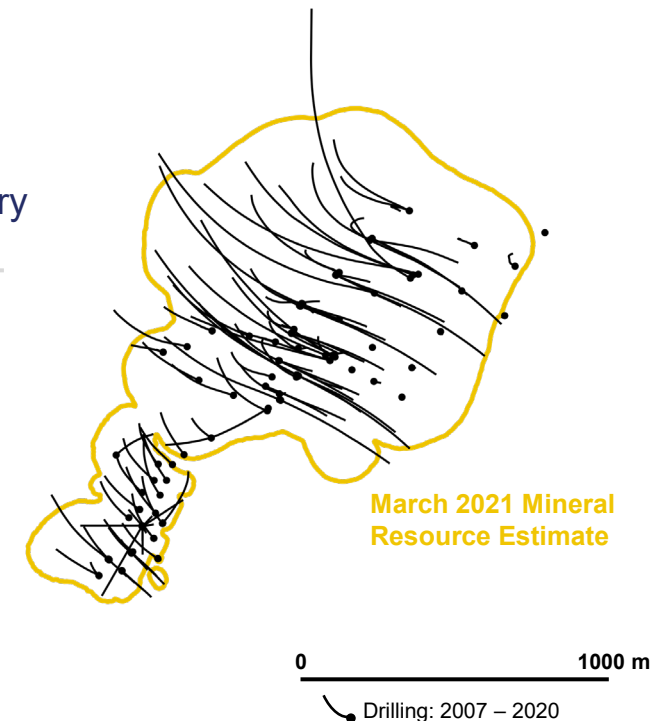 ry
March 2021 Mineral
Resource Estimate
0 1000 m
Drilling: 2007 – 2020